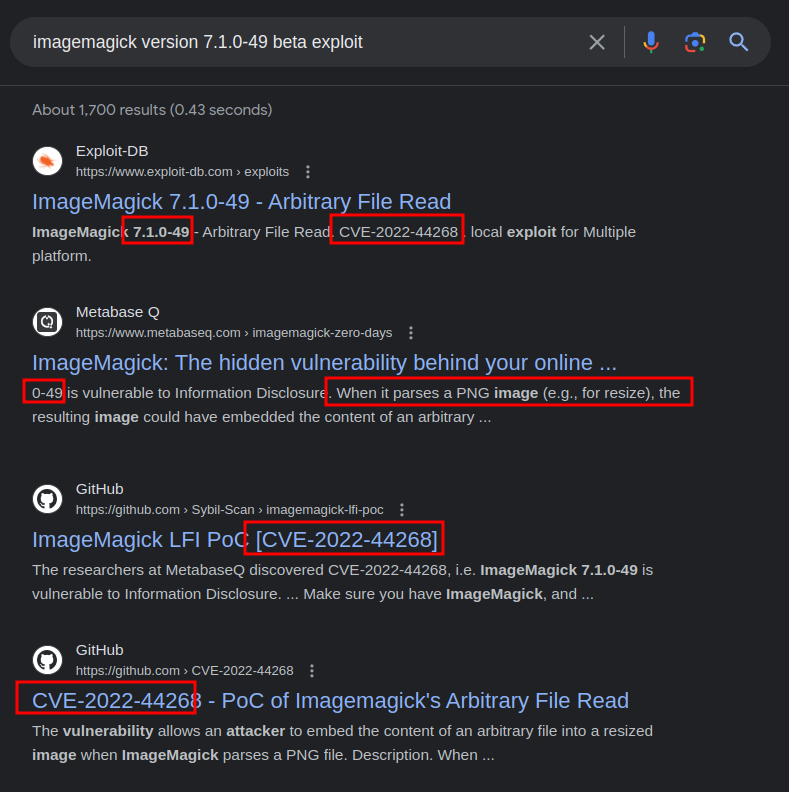 imagemagick version 7.1.0-49 beta exploit
About 1,700 results (0.43 seconds)
Exploit-DB
https://www.exploit-db.com › exploits
ImageMagick 7.1.0-49 - Arbitrary File Read
ImageMagick 7.1.0-49 - Arbitrary File Read. CVE-2022-44268 . local exploit for Multiple
platform.
Metabase Q
https://www.metabaseq.com › imagemagick-zero-days
ImageMagick: The hidden vulnerability behind your online ...
0-49 is vulnerable to Information Disclosure. When it parses a PNG image (e.g., for resize), the
resulting image could have embedded the content of an arbitrary ...
GitHub
https://github.com › Sybil-Scan › imagemagick-lfi-poc
ImageMagick LFI PoC [CVE-2022-44268]
The researchers at MetabaseQ discovered CVE-2022-44268, i.e. ImageMagick 7.1.0-49 is
vulnerable to Information Disclosure. ... Make sure you have ImageMagick, and ...
GitHub
https://github.com › CVE-2022-44268
CVE-2022-44268 - PoC of Imagemagick's Arbitrary File Read
The vulnerability allows an attacker to embed the content of an arbitrary file into a resized
image when ImageMagick parses a PNG file. Description. When ...